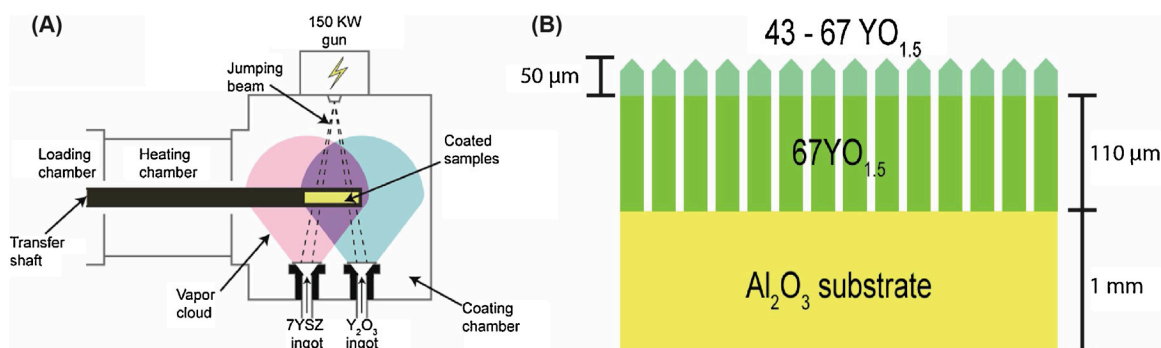 (A)
150 KW
gun
Jumping
beam
Coated
samples
Loading
chamber
Heating
chamber
Transfer
shaft
Vapor
cloud
7YSZ
ingot
Y₂O₃
ingot
Coating
chamber
(B)
43 - 67 YO₁.₅
50 µm
67YO₁.₅
110 µm
Al₂O₃ substrate
1 mm